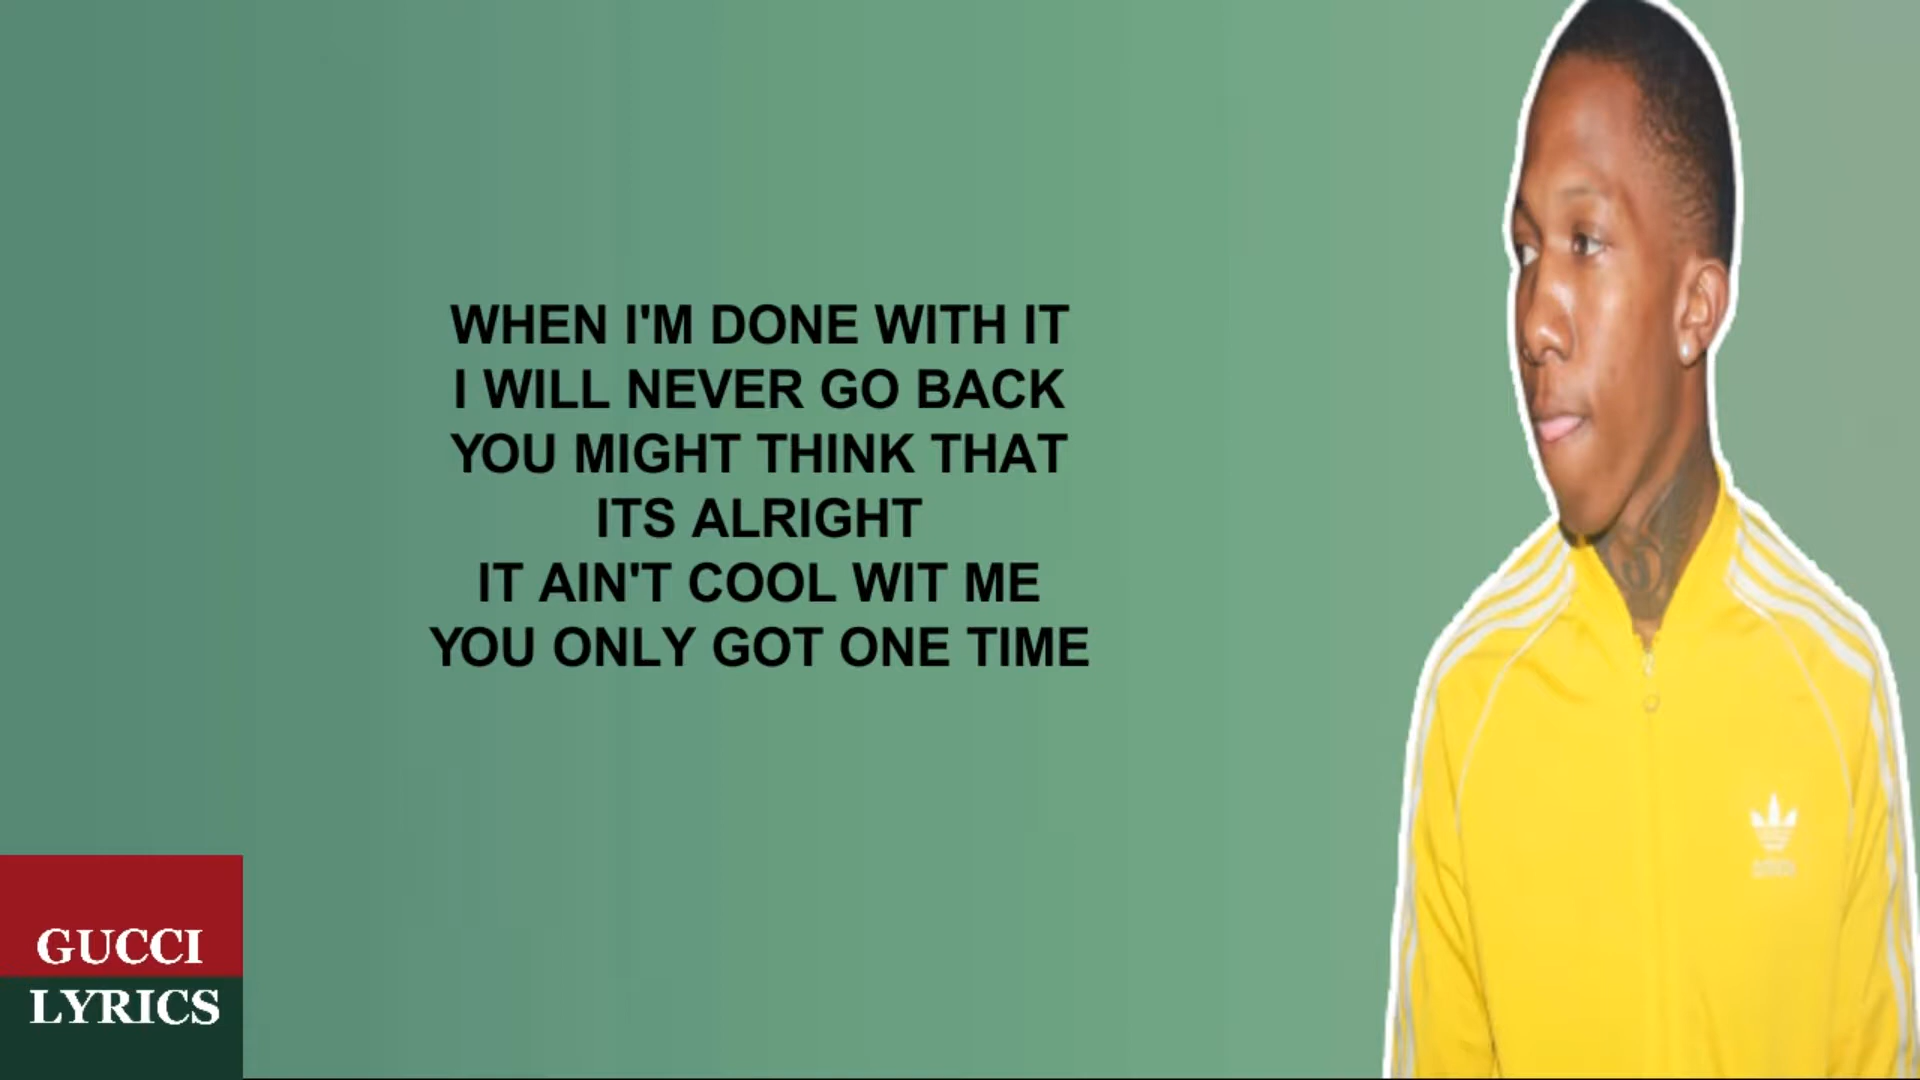 WHEN I'M DONE WITH IT
I WILL NEVER GO BACK
YOU MIGHT THINK THAT
ITS ALRIGHT
IT AIN'T COOL WIT ME
YOU ONLY GOT ONE TIME
GUCCI
LYRICS